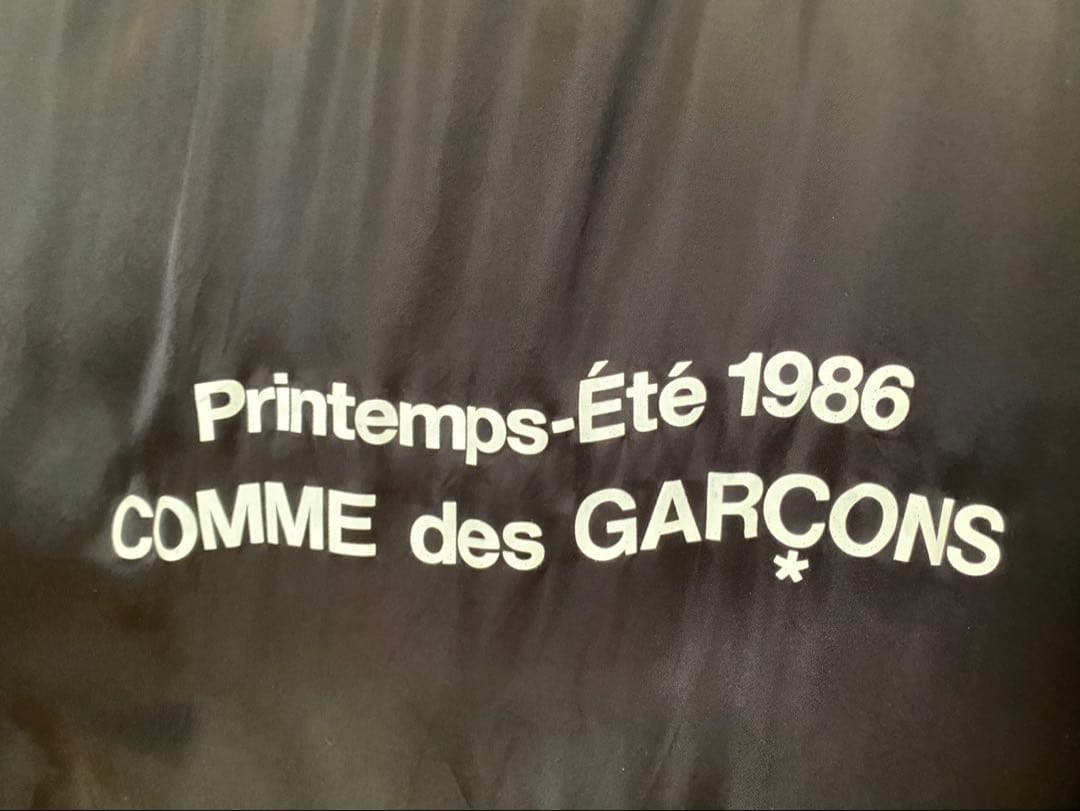 Printemps-Été 1986
COMME des GARÇONS
*